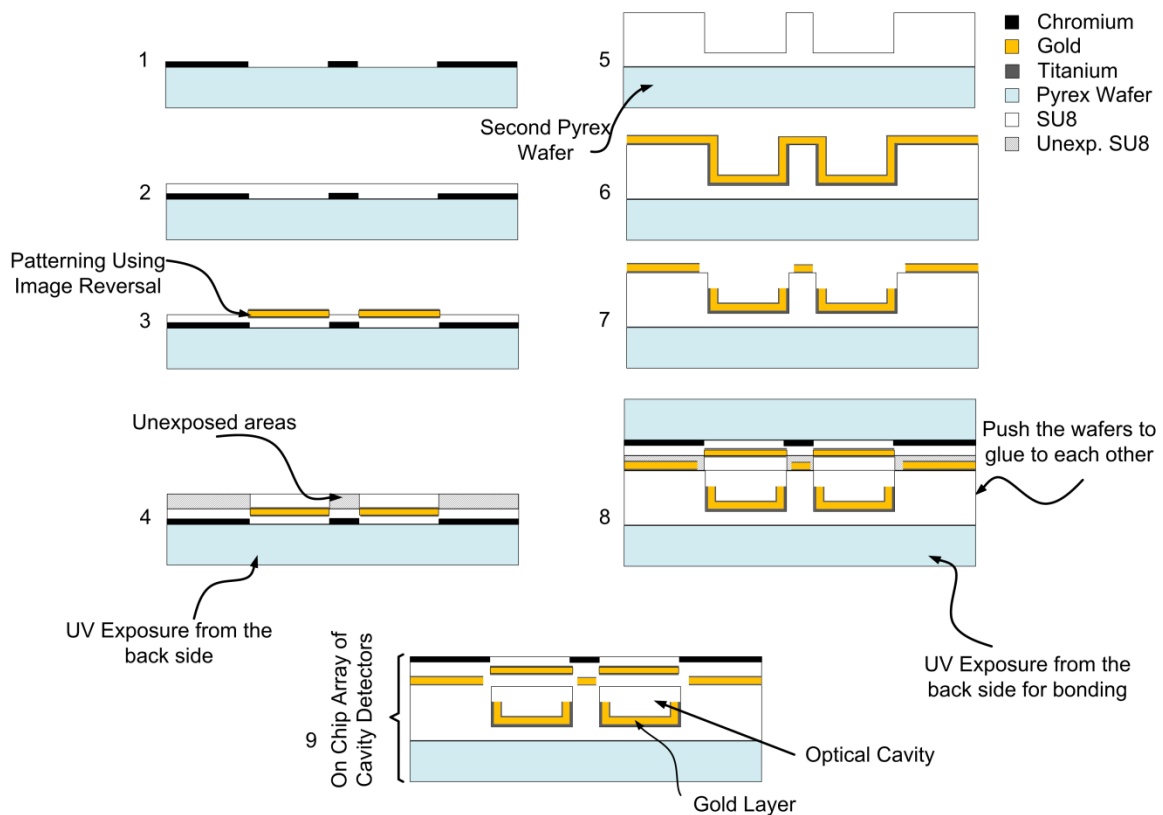 Chromium
Gold
Titanium
Pyrex Wafer
SU8
Unexp. SU8
1
5
Second Pyrex
Wafer
2
6
Patterning Using
Image Reversal
3
7
Unexposed areas
4
UV Exposure from the
back side
Push the wafers to
glue to each other
8
UV Exposure from the
back side for bonding
On Chip Array of
Cavity Detectors
9
Optical Cavity
Gold Layer